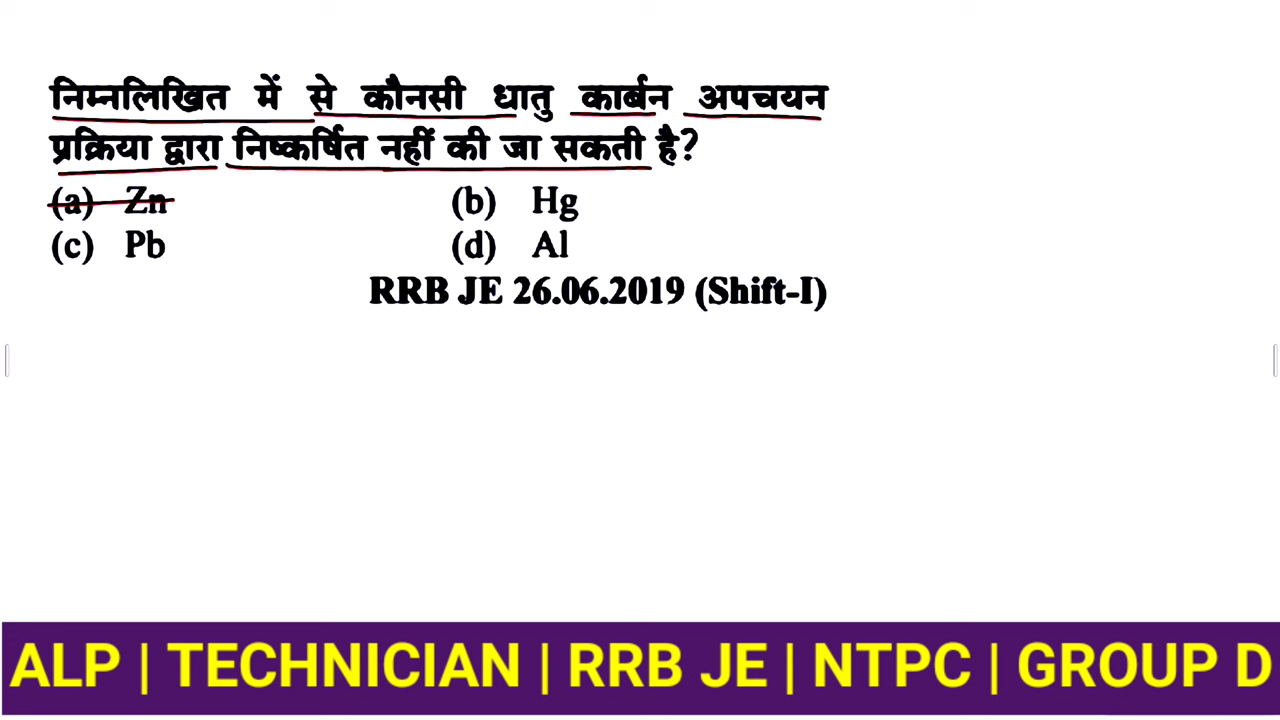 निम्नलिखित में से कौनसी धातु कार्बन अपचयन
प्रक्रिया द्वारा निष्कर्षित नहीं की जा सकती है?
(a) Zn (b) Hg
(c) Pb (d) Al
RRB JE 26.06.2019 (Shift-I)
ALP | TECHNICIAN | RRB JE | NTPC | GROUP D